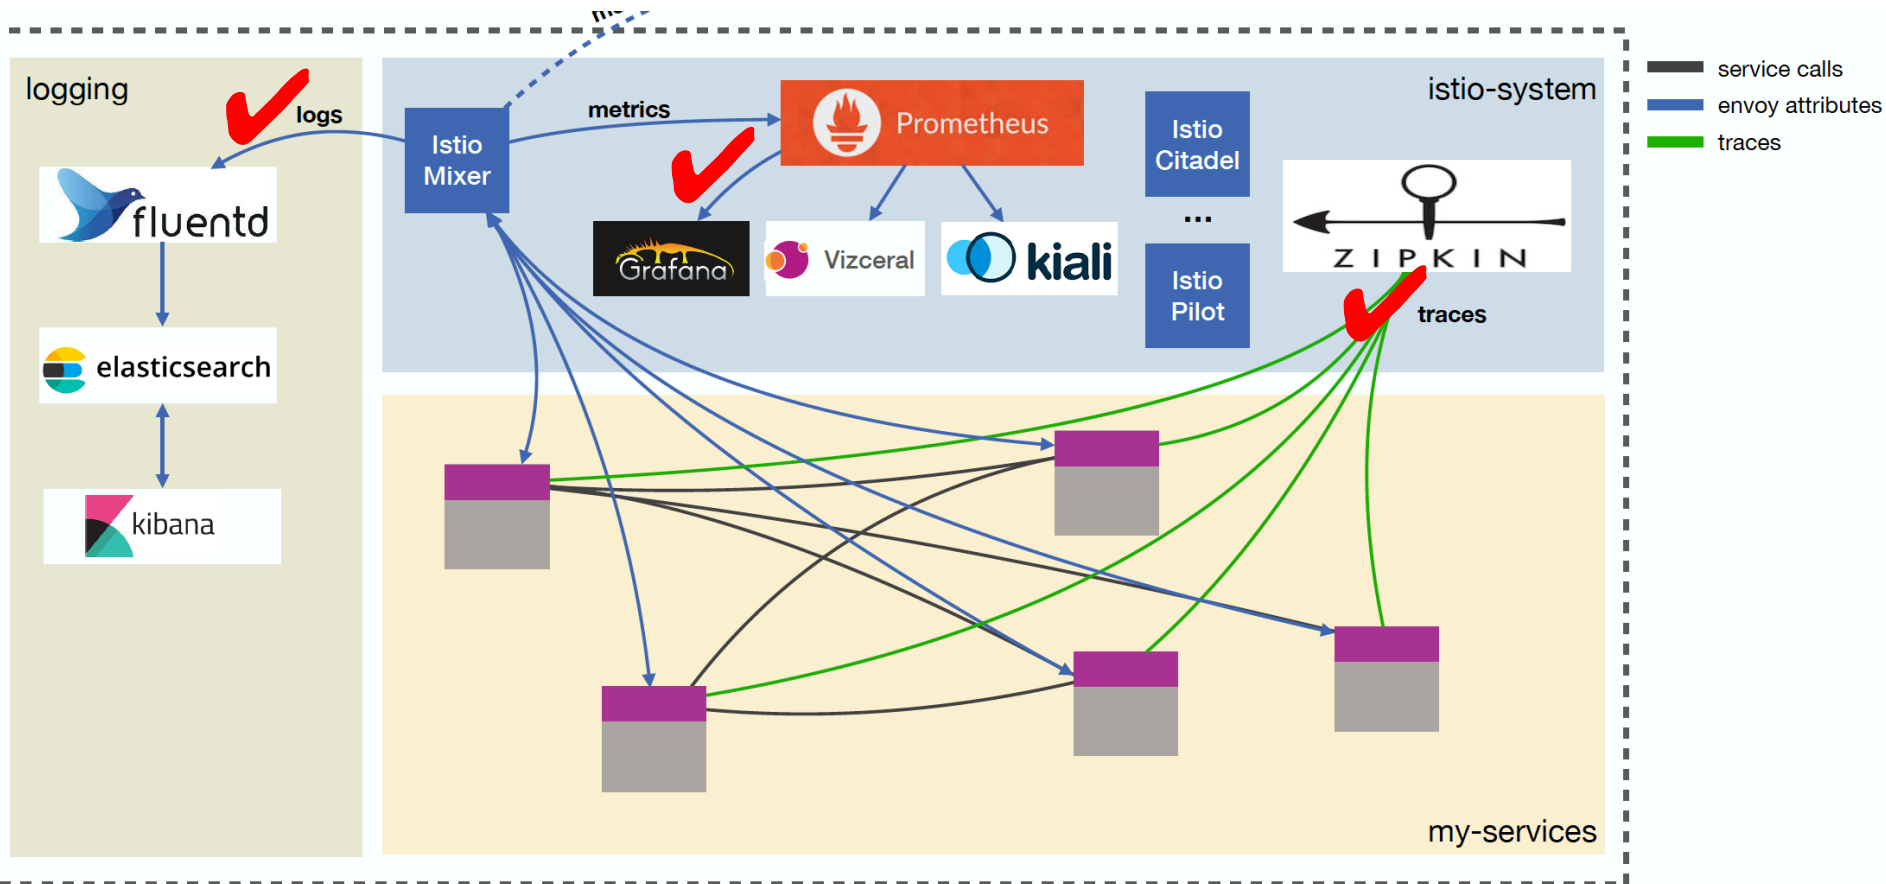 logging
logs
fluentd
elasticsearch
kibana
Istio
Mixer
metrics
Prometheus
Grafana
Vizceral
kiali
Istio
Citadel
...
Istio
Pilot
istio-system
ZIPKIN
traces
my-services
service calls
envoy attributes
traces